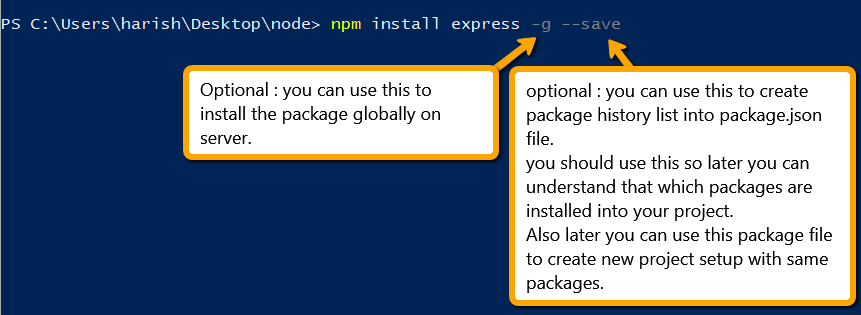 PS C:\Users\harish\Desktop\node> npm install express -g --save
Optional : you can use this to
install the package globally on
server.
optional : you can use this to create
package history list into package.json
file.
you should use this so later you can
understand that which packages are
installed into your project.
Also later you can use this package file
to create new project setup with same
packages.